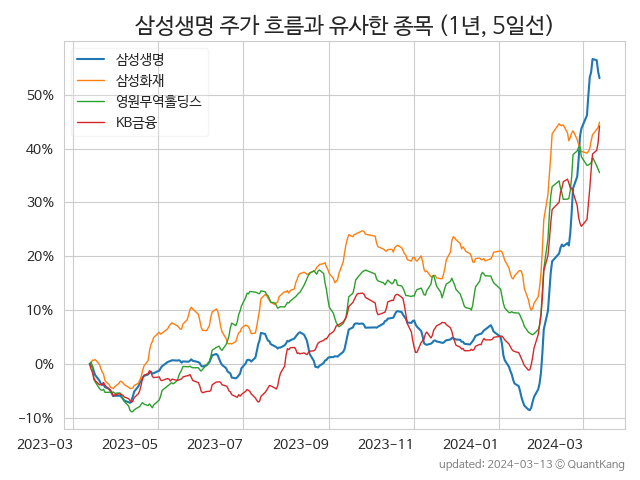 삼성생명 주가 흐름과 유사한 종목 (1년, 5일선)
삼성생명
삼성화재
영원무역홀딩스
KB금융
50%
40%
30%
20%
10%
0%
−10%
2023-03 2023-05 2023-07 2023-09 2023-11 2024-01 2024-03
updated: 2024-03-13 ⓒ QuantKang